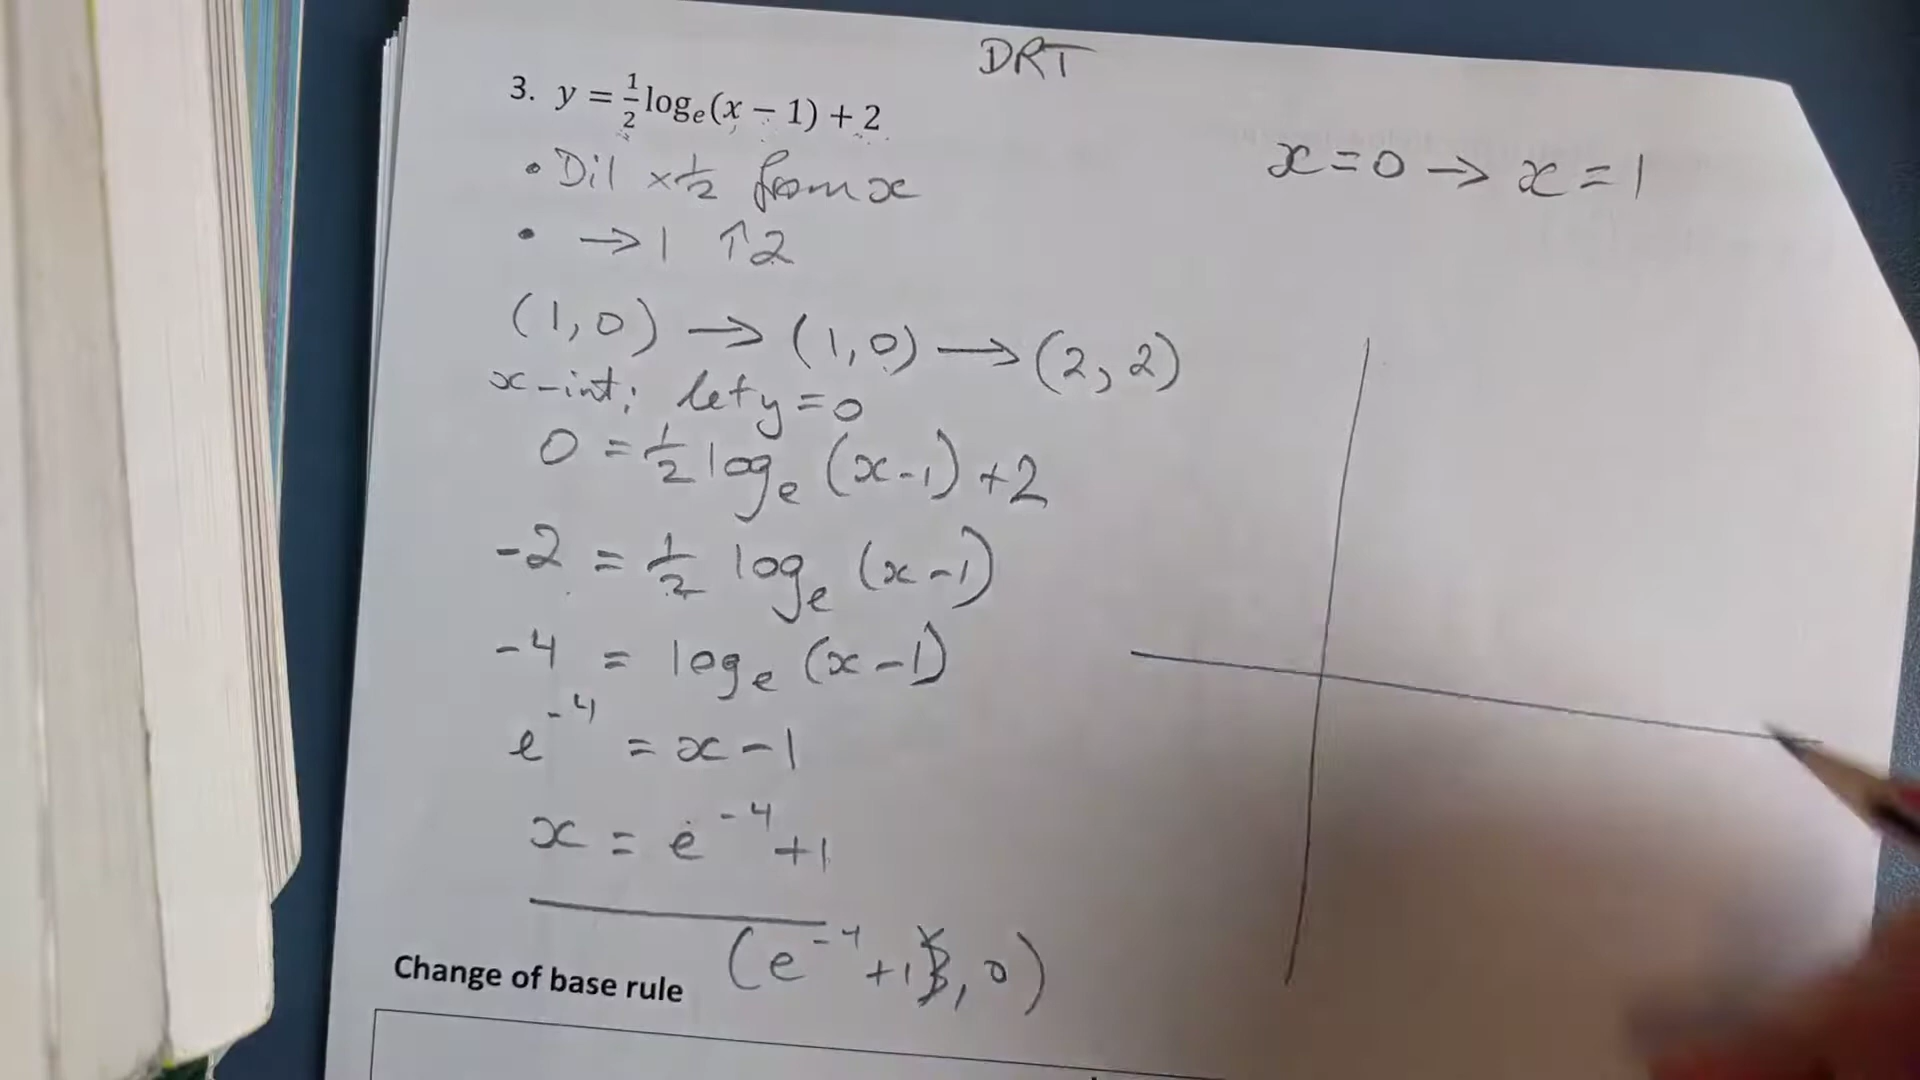 DRT
3. y = 1/2 logₑ(x − 1) + 2
• Dil ×1/2 from x
• → 1 ↑2
x = 0 → x = 1
(1, 0) → (1, 0) → (2, 2)
x-int: let y = 0
0 = 1/2 logₑ (x-1) +2
-2 = 1/2 logₑ (x-1)
-4 = logₑ (x-1)
e⁻⁴ = x-1
x = e⁻⁴ +1
(e⁻⁴ +1, 0)
Change of base rule